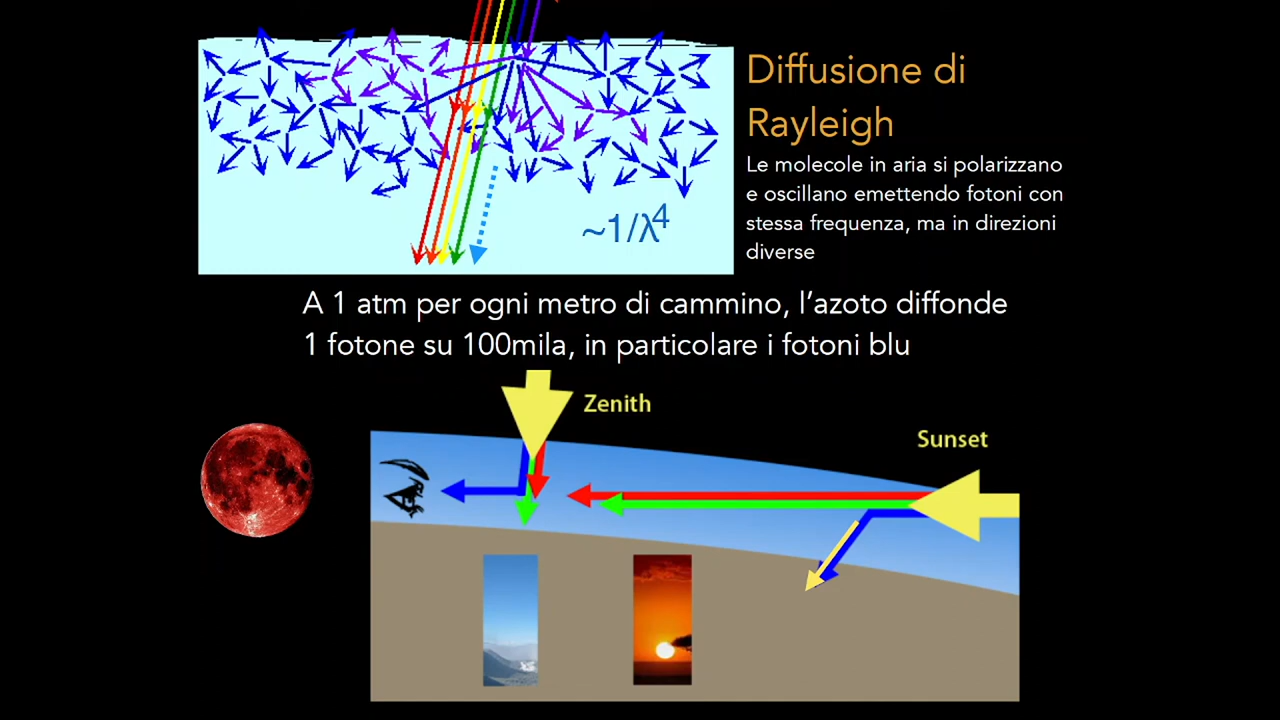 Diffusione di
Rayleigh
Le molecole in aria si polarizzano
e oscillano emettendo fotoni con
stessa frequenza, ma in direzioni
diverse
~1/λ⁴
A 1 atm per ogni metro di cammino, l’azoto diffonde
1 fotone su 100mila, in particolare i fotoni blu
Zenith
Sunset